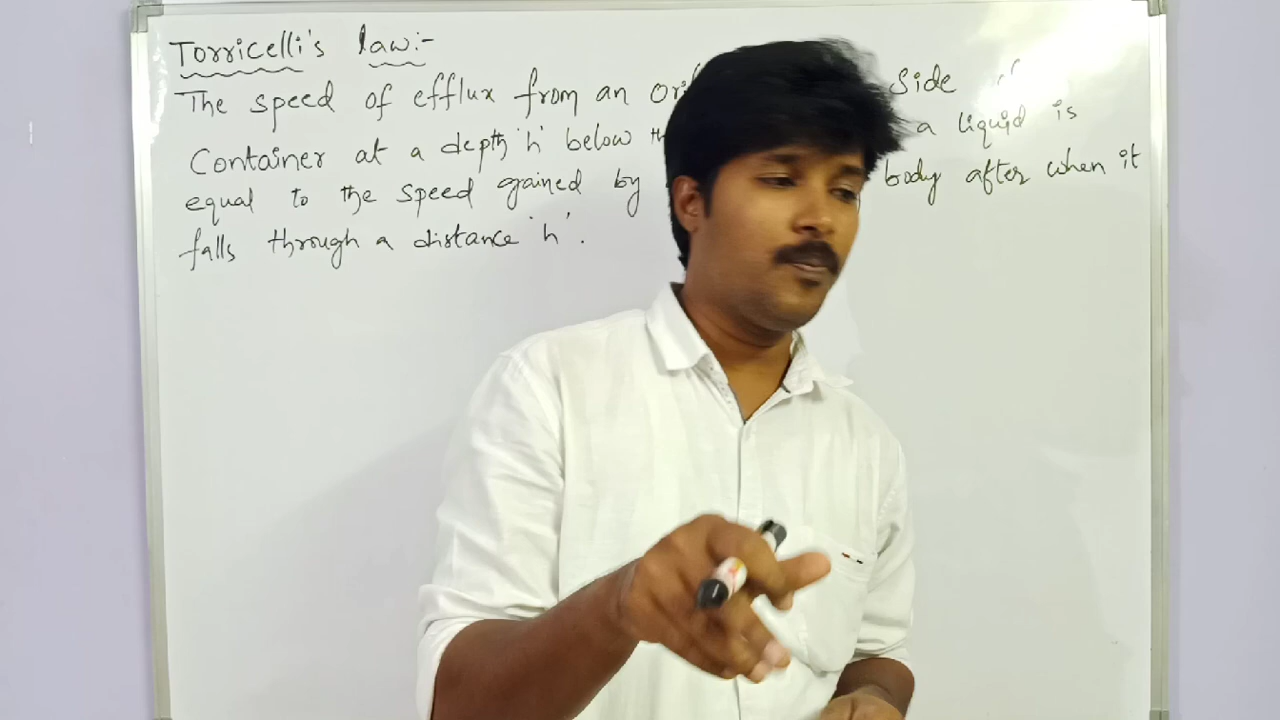 Torricelli's law:-
The speed of efflux from an side
Container at a depth 'h' below a liquid is
equal to the speed gained by body after when it
falls through a distance 'h'.